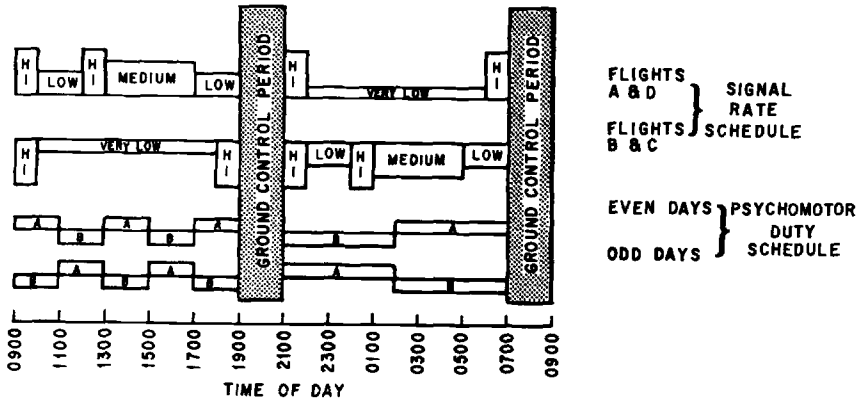 HI LOW HI MEDIUM LOW HI VERY LOW HI
HI VERY LOW HI HI LOW HI MEDIUM LOW
A B A B A B A
B A B A B A B
GROUND CONTROL PERIOD
GROUND CONTROL PERIOD
0900 1100 1300 1500 1700 1900 2100 2300 0100 0300 0500 0700 0900
TIME OF DAY
FLIGHTS
A & D
SIGNAL
RATE
FLIGHTS SCHEDULE
B & C
EVEN DAYS PSYCHOMOTOR
DUTY
SCHEDULE
ODD DAYS